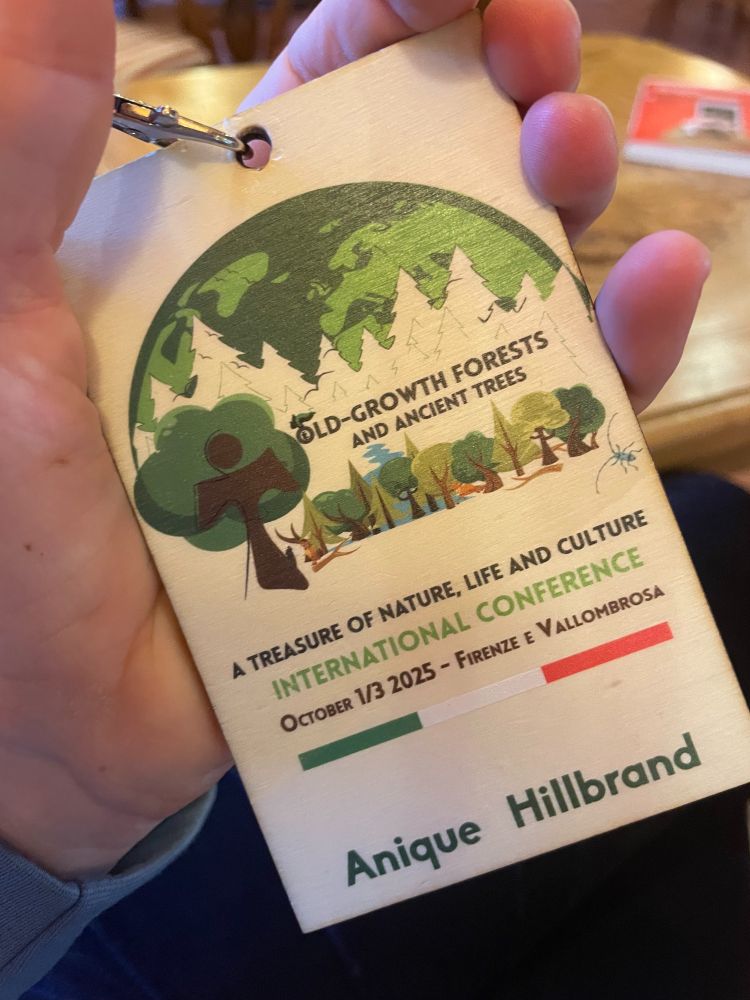 OLD-GROWTH FORESTS
AND ANCIENT TREES
A TREASURE OF NATURE, LIFE AND CULTURE
INTERNATIONAL CONFERENCE
OCTOBER 1/3 2025 - FIRENZE E VALLOMBROSA
Anique Hillbrand